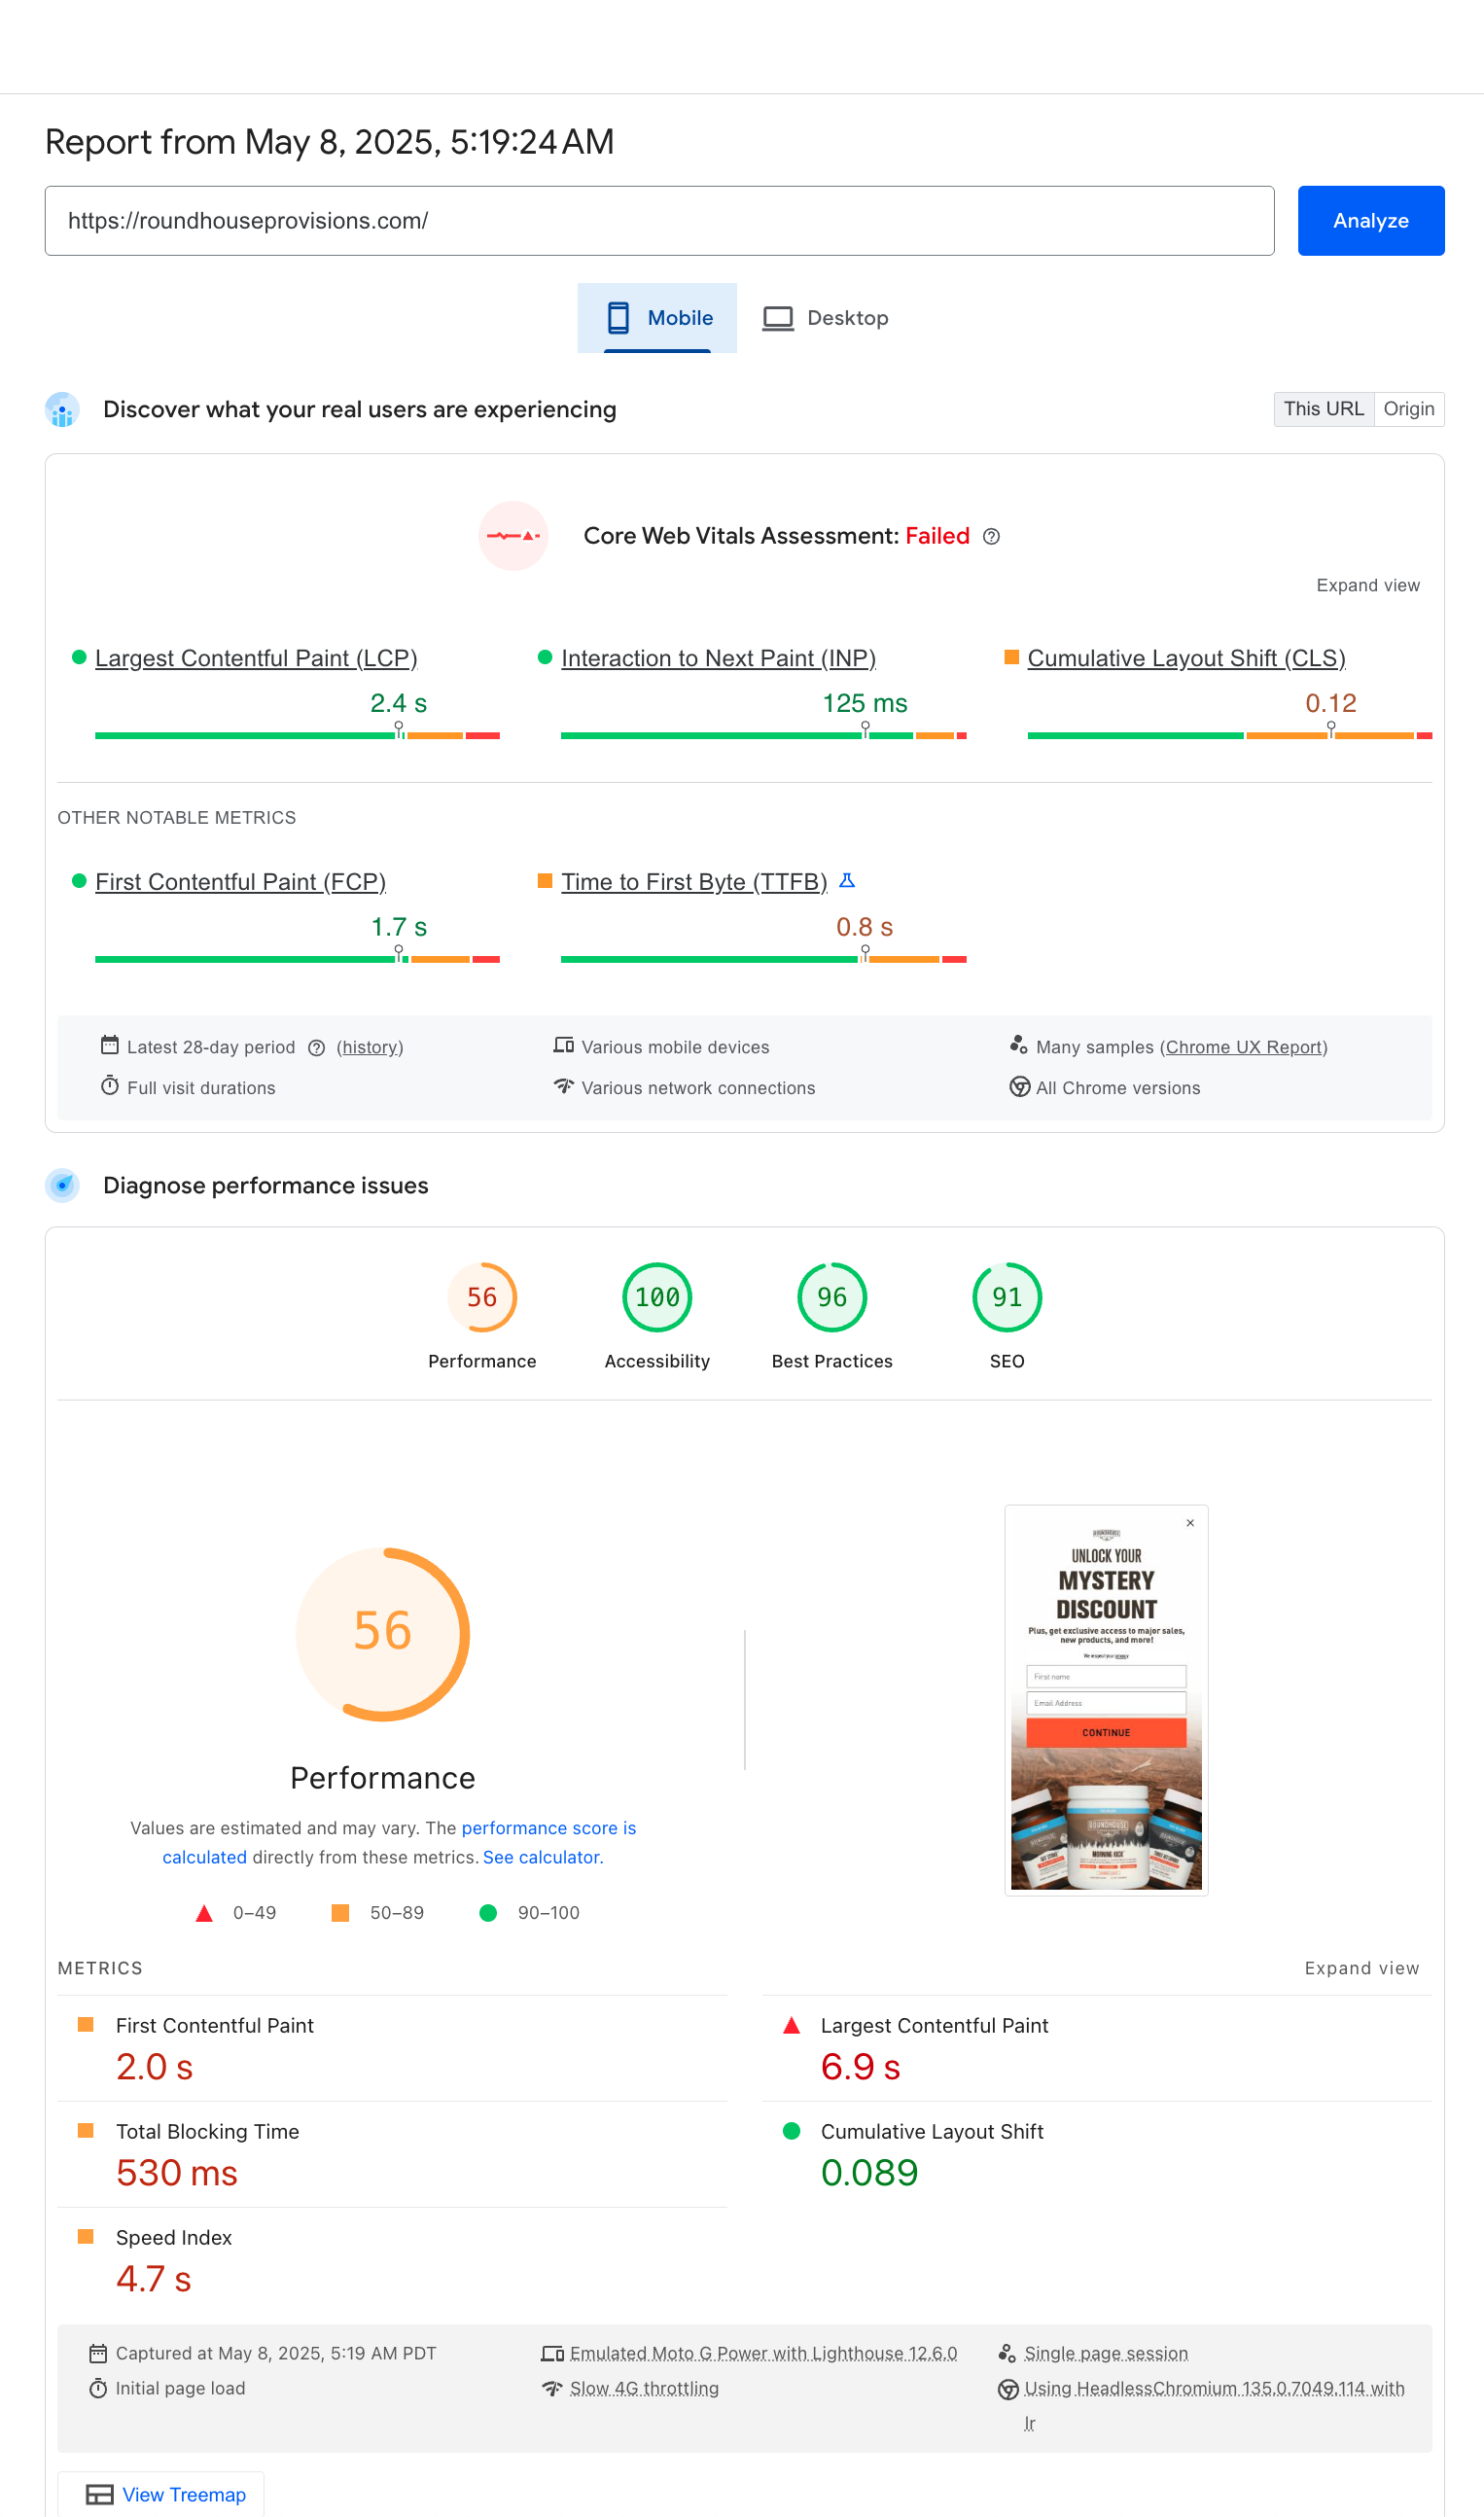 Report from May 8, 2025, 5:19:24 AM
https://roundhouseprovisions.com/
Analyze
Mobile
Desktop
Discover what your real users are experiencing
This URL
Origin
Core Web Vitals Assessment: Failed
Expand view
Largest Contentful Paint (LCP)
2.4 s
Interaction to Next Paint (INP)
125 ms
Cumulative Layout Shift (CLS)
0.12
OTHER NOTABLE METRICS
First Contentful Paint (FCP)
1.7 s
Time to First Byte (TTFB)
0.8 s
Latest 28-day period (history)
Various mobile devices
Many samples (Chrome UX Report)
Full visit durations
Various network connections
All Chrome versions
Diagnose performance issues
56
Performance
100
Accessibility
96
Best Practices
91
SEO
56
Performance
Values are estimated and may vary. The performance score is
calculated directly from these metrics. See calculator.
0–49
50–89
90–100
×
ROUNDHOUSE
UNLOCK YOUR
MYSTERY
DISCOUNT
Plus, get exclusive access to major sales,
new products, and more!
We respect your privacy
First name
Email Address
CONTINUE
ROUNDHOUSE
MORNING KICK
METRICS
Expand view
First Contentful Paint
2.0 s
Largest Contentful Paint
6.9 s
Total Blocking Time
530 ms
Cumulative Layout Shift
0.089
Speed Index
4.7 s
Captured at May 8, 2025, 5:19 AM PDT
Emulated Moto G Power with Lighthouse 12.6.0
Single page session
Initial page load
Slow 4G throttling
Using HeadlessChromium 135.0.7049.114 with
lr
View Treemap